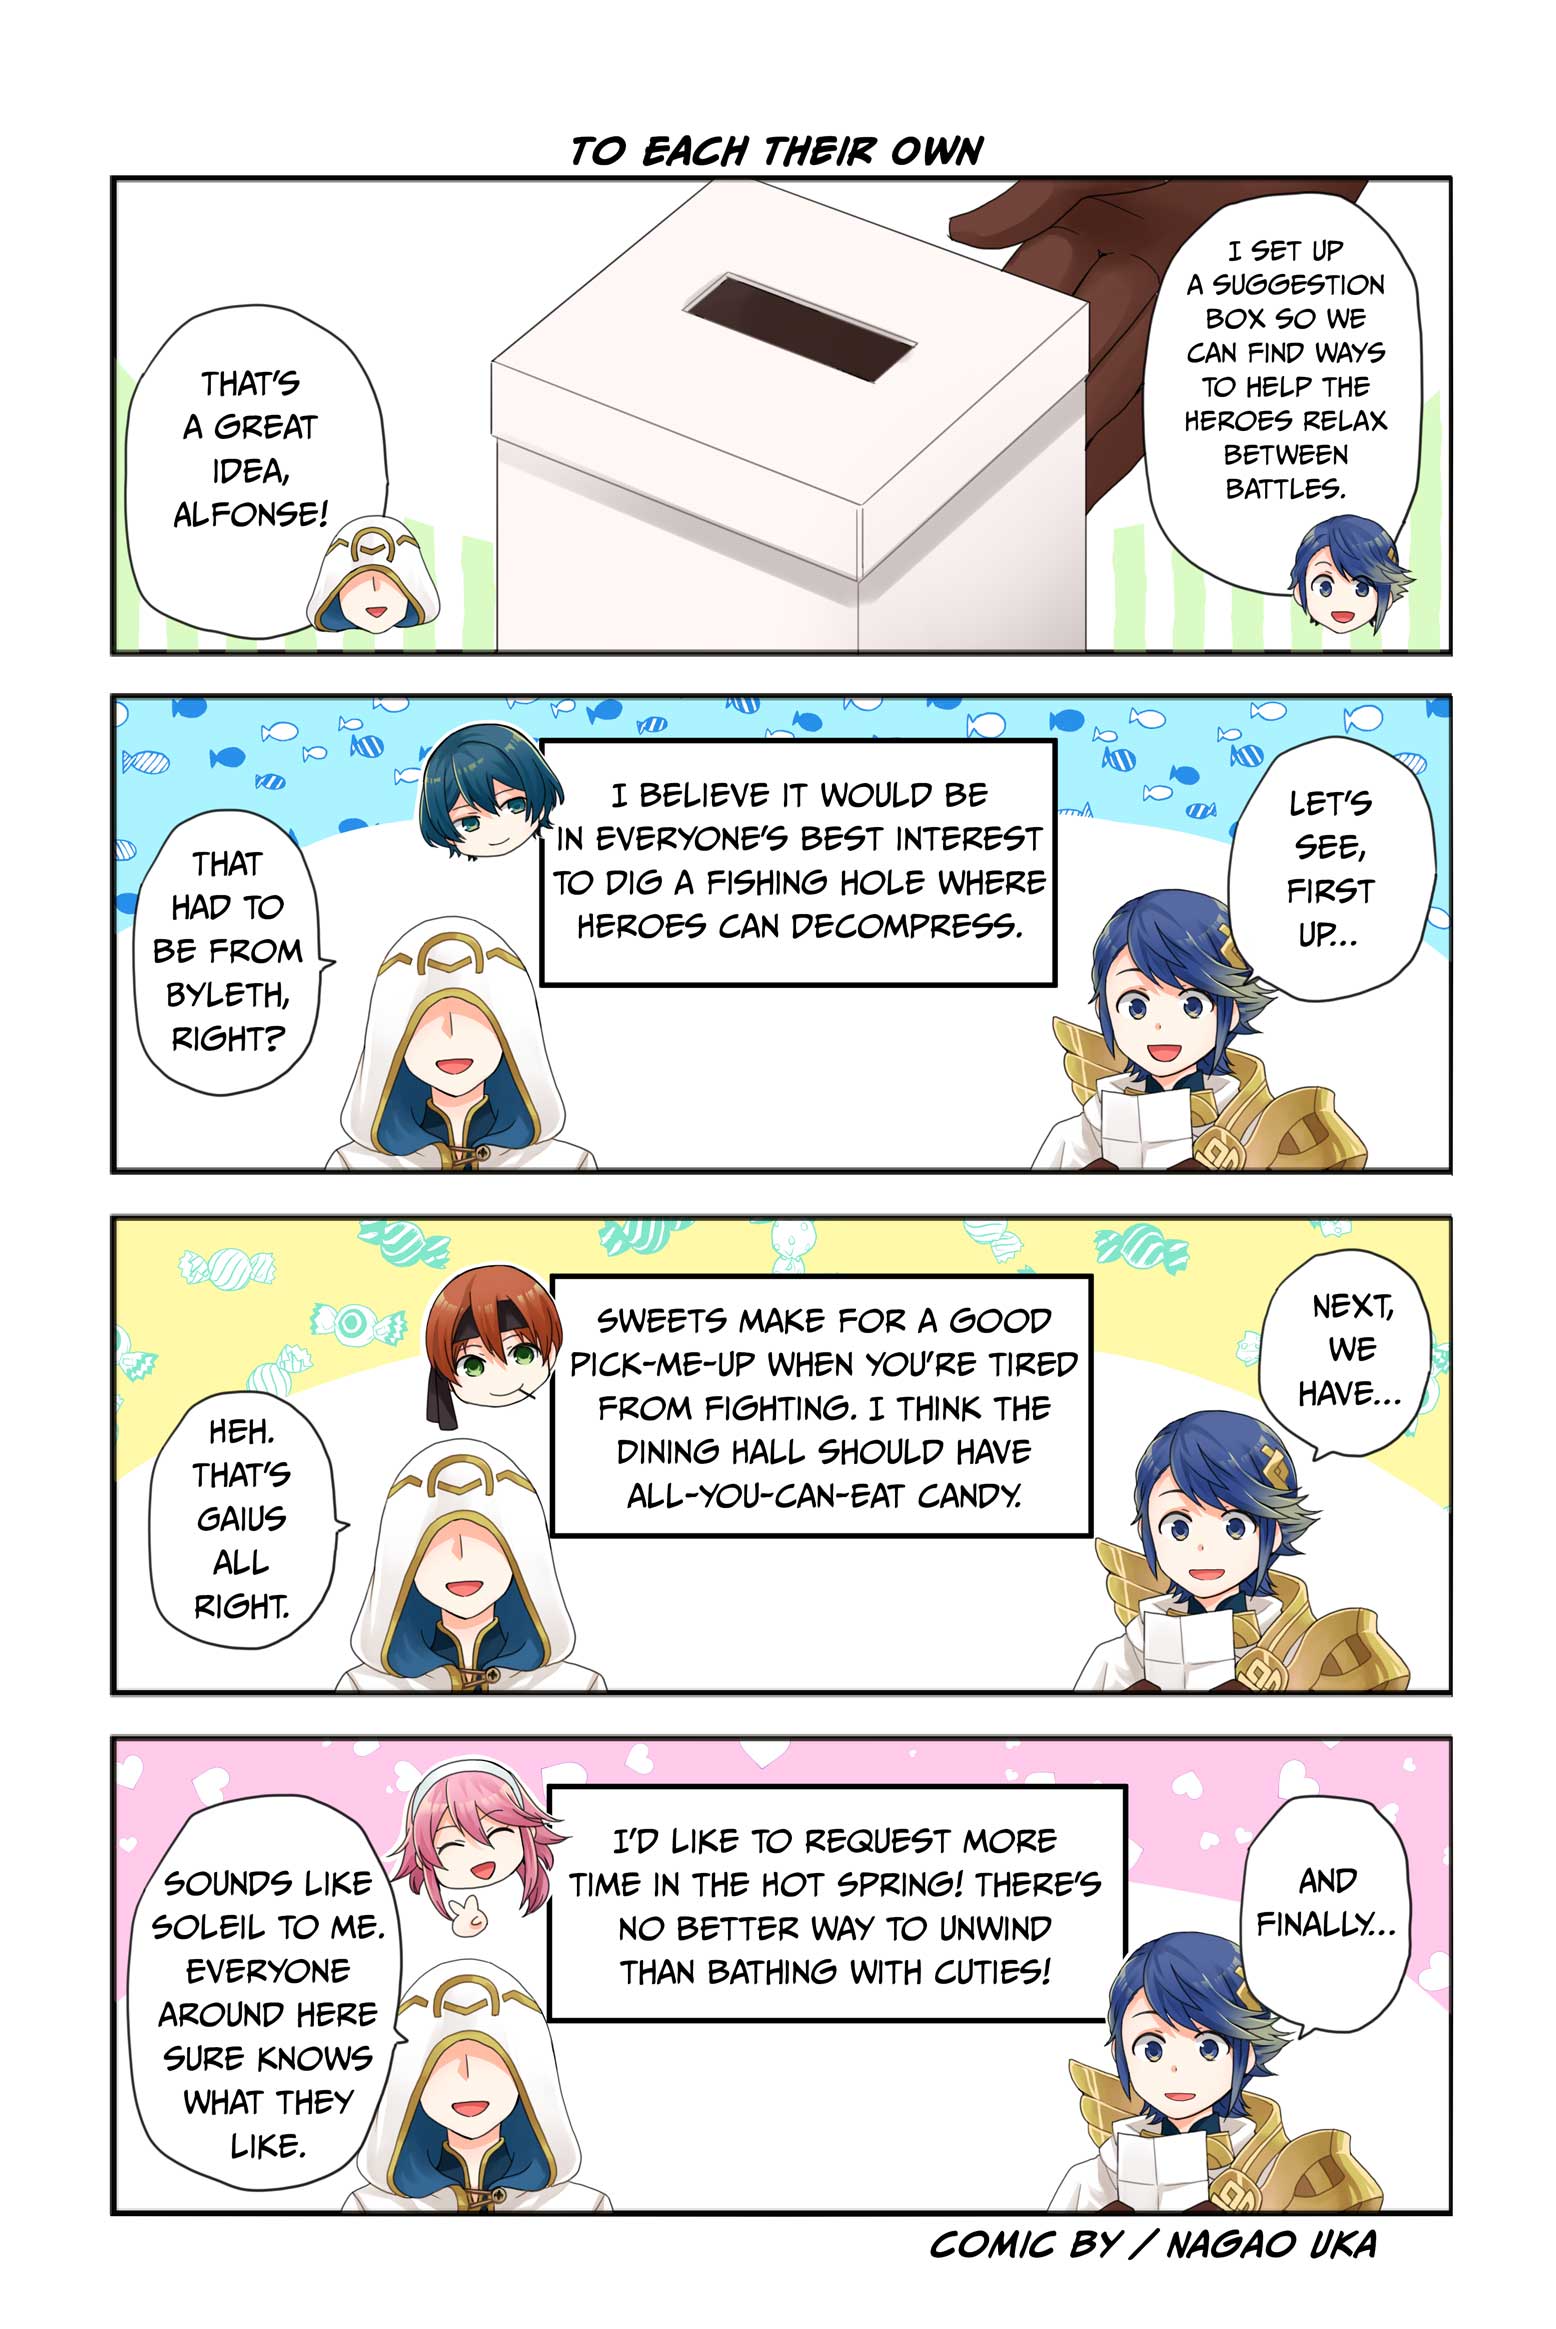 TO EACH THEIR OWN
I SET UP
A SUGGESTION
BOX SO WE
CAN FIND WAYS
TO HELP THE
HEROES RELAX
BETWEEN
BATTLES.
THAT'S
A GREAT
IDEA,
ALFONSE!
LET'S
SEE,
FIRST
UP...
I BELIEVE IT WOULD BE
IN EVERYONE'S BEST INTEREST
TO DIG A FISHING HOLE WHERE
HEROES CAN DECOMPRESS.
THAT
HAD TO
BE FROM
BYLETH,
RIGHT?
NEXT,
WE
HAVE...
SWEETS MAKE FOR A GOOD
PICK-ME-UP WHEN YOU'RE TIRED
FROM FIGHTING. I THINK THE
DINING HALL SHOULD HAVE
ALL-YOU-CAN-EAT CANDY.
HEH.
THAT'S
GAIUS
ALL
RIGHT.
AND
FINALLY...
I'D LIKE TO REQUEST MORE
TIME IN THE HOT SPRING! THERE'S
NO BETTER WAY TO UNWIND
THAN BATHING WITH CUTIES!
SOUNDS LIKE
SOLEIL TO ME.
EVERYONE
AROUND HERE
SURE KNOWS
WHAT THEY
LIKE.
COMIC BY / NAGAO UKA